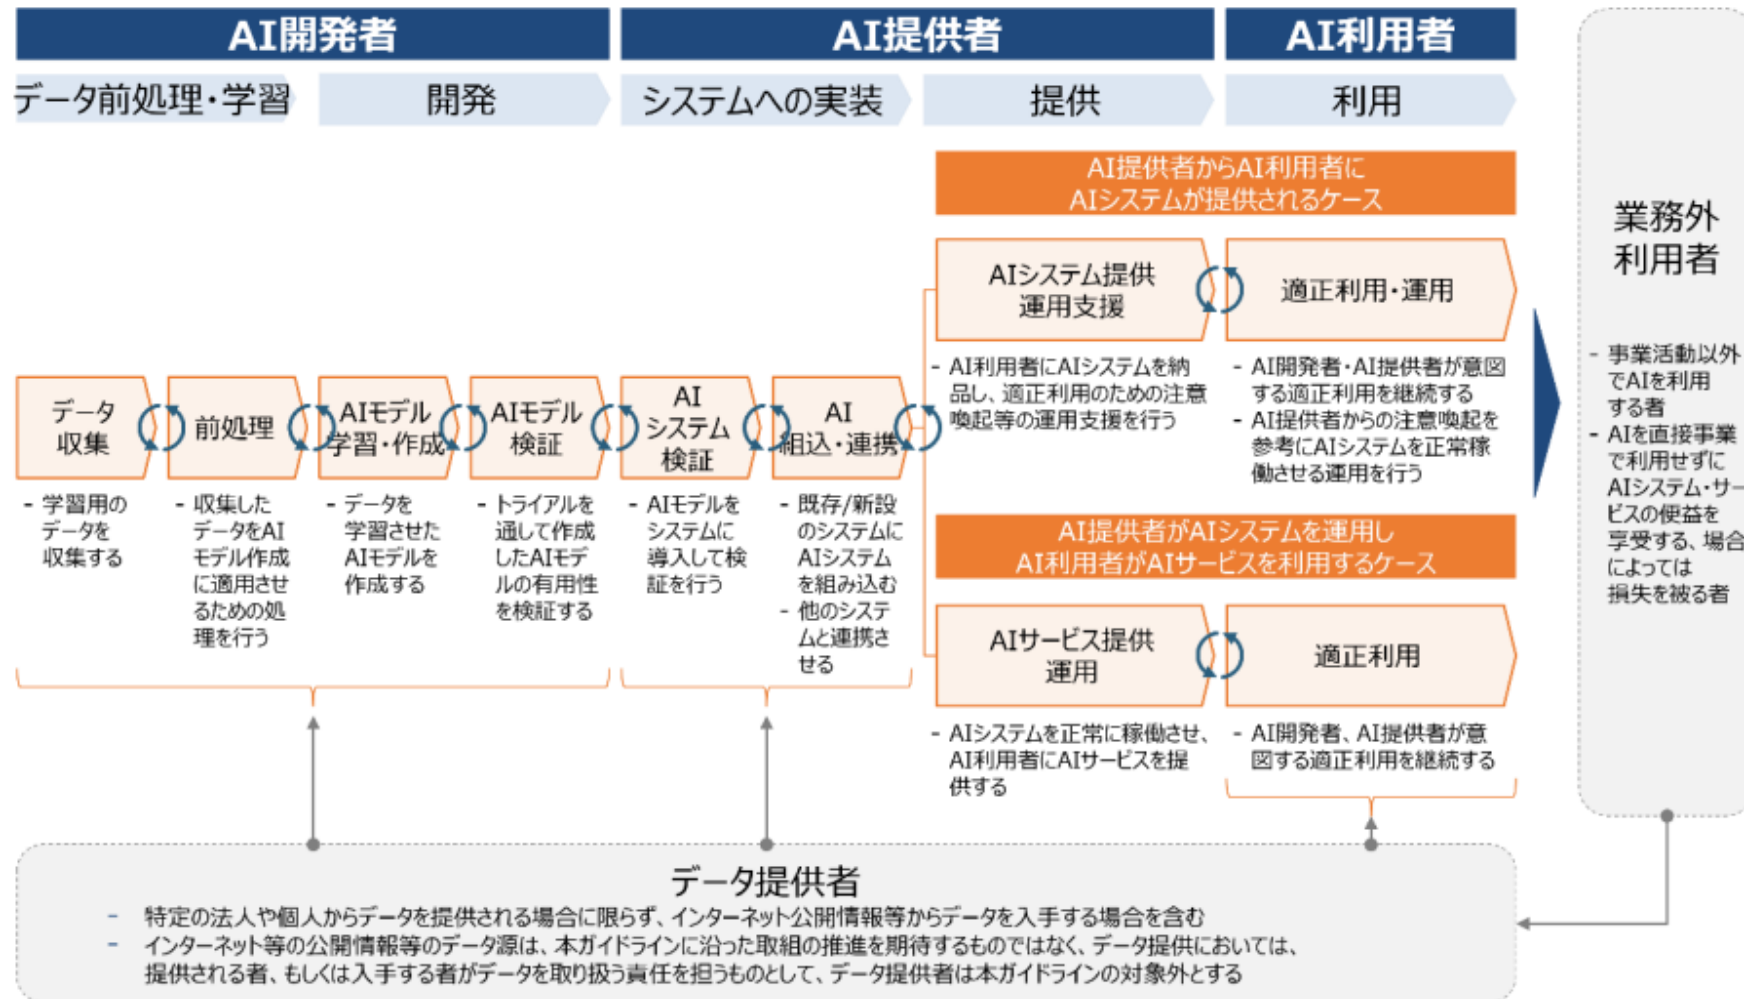 AI開発者
AI提供者
AI利用者
データ前処理・学習
開発
システムへの実装
提供
利用
AI提供者からAI利用者に
AIシステムが提供されるケース
AIシステム提供
運用支援
適正利用・運用
- AI利用者にAIシステムを納
品し、適正利用のための注意
喚起等の運用支援を行う
- AI開発者・AI提供者が意図
する適正利用を継続する
- AI提供者からの注意喚起を
参考にAIシステムを正常稼
働させる運用を行う
データ
収集
前処理
AIモデル
学習・作成
AIモデル
検証
AI
システム
検証
AI
組込・連携
- 学習用の
データを
収集する
- 収集した
データをAI
モデル作成
に適用させ
るための処
理を行う
- データを
学習させた
AIモデルを
作成する
- トライアルを
通して作成
したAIモデ
ルの有用性
を検証する
- AIモデルを
システムに
導入して検
証を行う
- 既存/新設
のシステムに
AIシステム
を組み込む
- 他のシステ
ムと連携さ
せる
AI提供者がAIシステムを運用し
AI利用者がAIサービスを利用するケース
AIサービス提供
運用
適正利用
- AIシステムを正常に稼働させ、
AI利用者にAIサービスを提
供する
- AI開発者、AI提供者が意
図する適正利用を継続する
業務外
利用者
- 事業活動以外
でAIを利用
する者
- AIを直接事業
で利用せずに
AIシステム・サー
ビスの便益を
享受する、場合
によっては
損失を被る者
データ提供者
- 特定の法人や個人からデータを提供される場合に限らず、インターネット公開情報等からデータを入手する場合を含む
- インターネット等の公開情報等のデータ源は、本ガイドラインに沿った取組の推進を期待するものではなく、データ提供においては、
提供される者、もしくは入手する者がデータを取り扱う責任を担うものとして、データ提供者は本ガイドラインの対象外とする